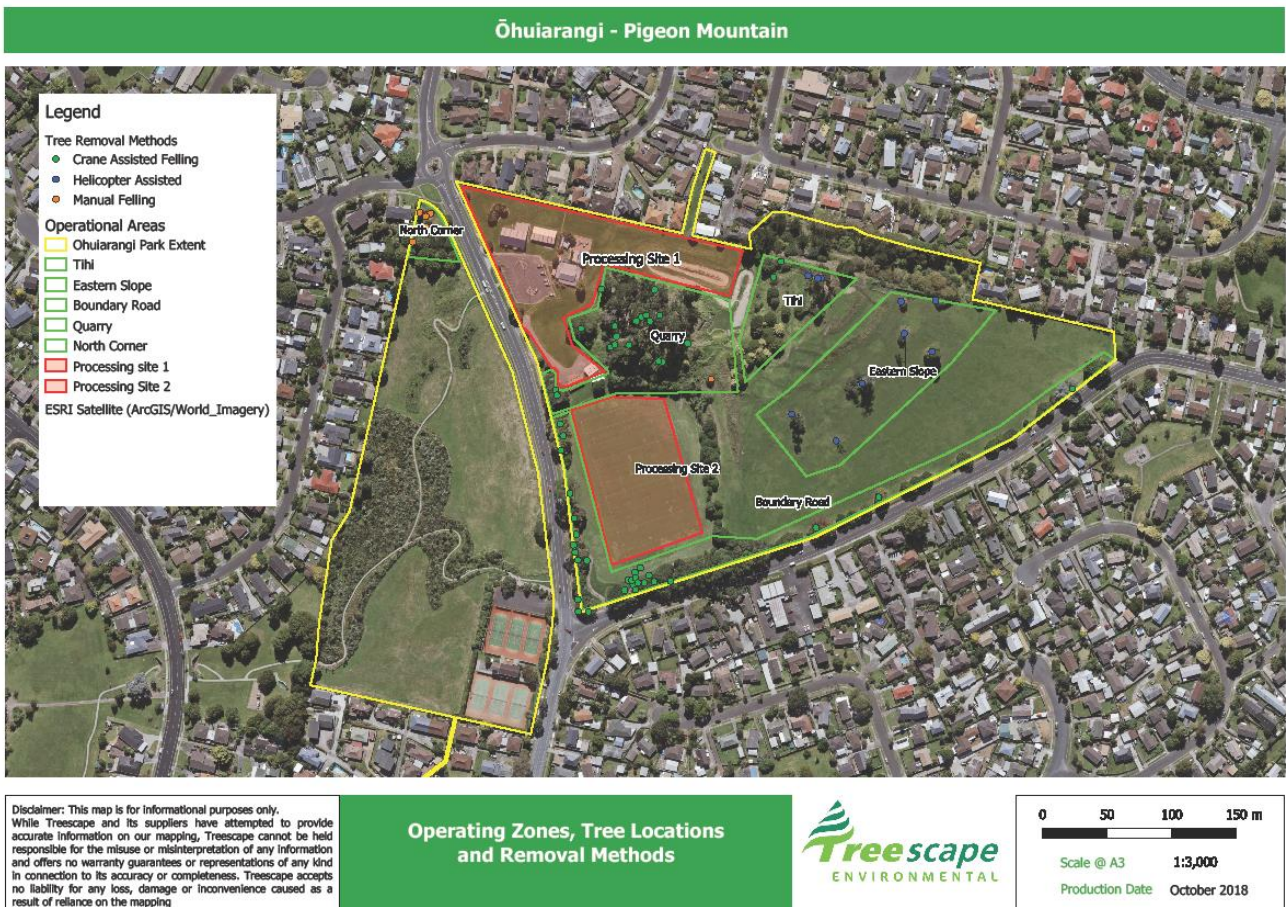 Ōhuiarangi - Pigeon Mountain
Legend
Tree Removal Methods
Crane Assisted Felling
Helicopter Assisted
Manual Felling
Operational Areas
Ohuiarangi Park Extent
Tihi
Eastern Slope
Boundary Road
Quarry
North Corner
Processing site 1
Processing Site 2
ESRI Satellite (ArcGIS/World_Imagery)
North Corner
Processing Site 1
Tihi
Quarry
Eastern Slope
Processing Site 2
Boundary Road
Disclaimer: This map is for informational purposes only.
While Treescape and its suppliers have attempted to provide
accurate information on our mapping, Treescape cannot be held
responsible for the misuse or misinterpretation of any information
and offers no warranty guarantees or representations of any kind
in connection to its accuracy or completeness. Treescape accepts
no liability for any loss, damage or inconvenience caused as a
result of reliance on the mapping
Operating Zones, Tree Locations
and Removal Methods
Treescape
ENVIRONMENTAL
0 50 100 150 m
Scale @ A3 1:3,000
Production Date October 2018